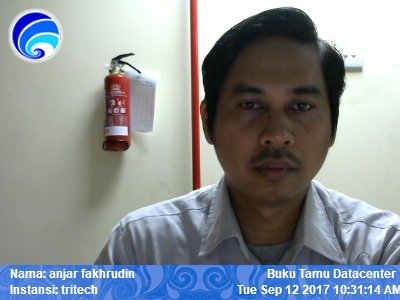 Nama: anjar fakhrudin
Buku Tamu Datacenter
Instansi: tritech
Tue Sep 12 2017 10:31:14 AM